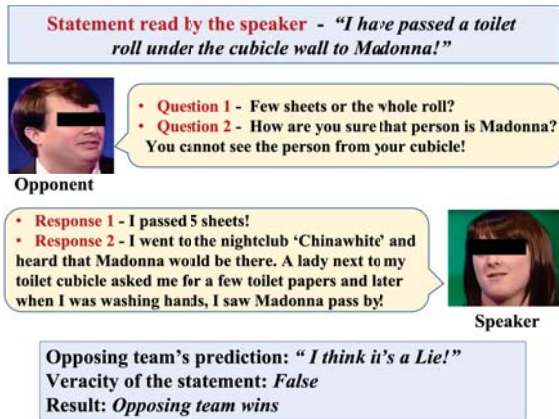 Statement read by the speaker - “I have passed a toilet
roll under the cubicle wall to Madonna!”
• Question 1 - Few sheets or the whole roll?
• Question 2 - How are you sure that person is Madonna?
You cannot see the person from your cubicle!
Opponent
• Response 1 - I passed 5 sheets!
• Response 2 - I went to the nightclub ‘Chinawhite’ and
heard that Madonna would be there. A lady next to my
toilet cubicle asked me for a few toilet papers and later
when I was washing hands, I saw Madonna pass by!
Speaker
Opposing team’s prediction: “ I think it’s a Lie!”
Veracity of the statement: False
Result: Opposing team wins